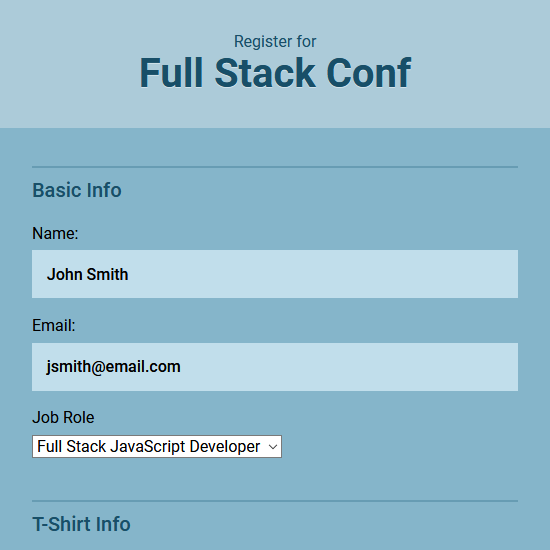 Register for
Full Stack Conf
Basic Info
Name:
John Smith
Email:
jsmith@email.com
Job Role
Full Stack JavaScript Developer
T-Shirt Info